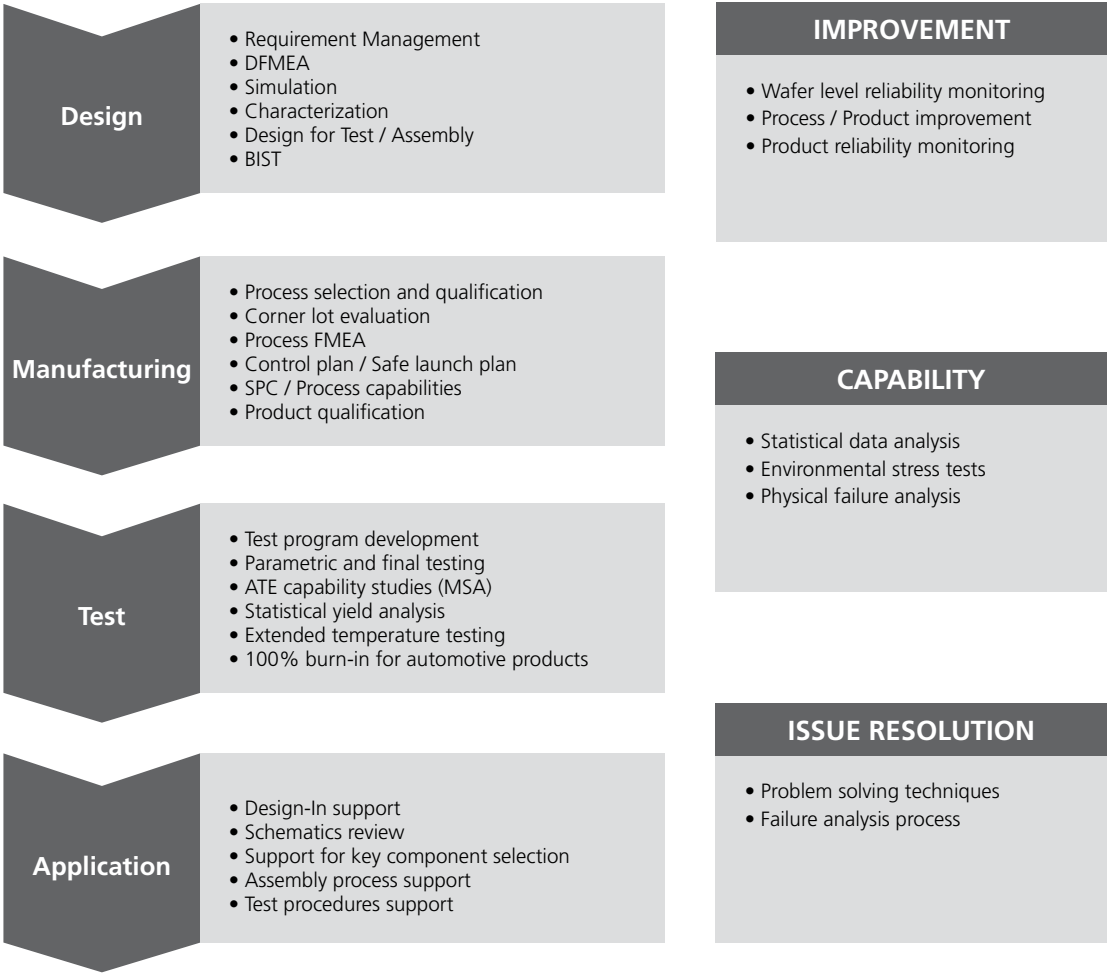 Design
• Requirement Management
• DFMEA
• Simulation
• Characterization
• Design for Test / Assembly
• BIST
Manufacturing
• Process selection and qualification
• Corner lot evaluation
• Process FMEA
• Control plan / Safe launch plan
• SPC / Process capabilities
• Product qualification
Test
• Test program development
• Parametric and final testing
• ATE capability studies (MSA)
• Statistical yield analysis
• Extended temperature testing
• 100% burn-in for automotive products
Application
• Design-In support
• Schematics review
• Support for key component selection
• Assembly process support
• Test procedures support
IMPROVEMENT
• Wafer level reliability monitoring
• Process / Product improvement
• Product reliability monitoring
CAPABILITY
• Statistical data analysis
• Environmental stress tests
• Physical failure analysis
ISSUE RESOLUTION
• Problem solving techniques
• Failure analysis process